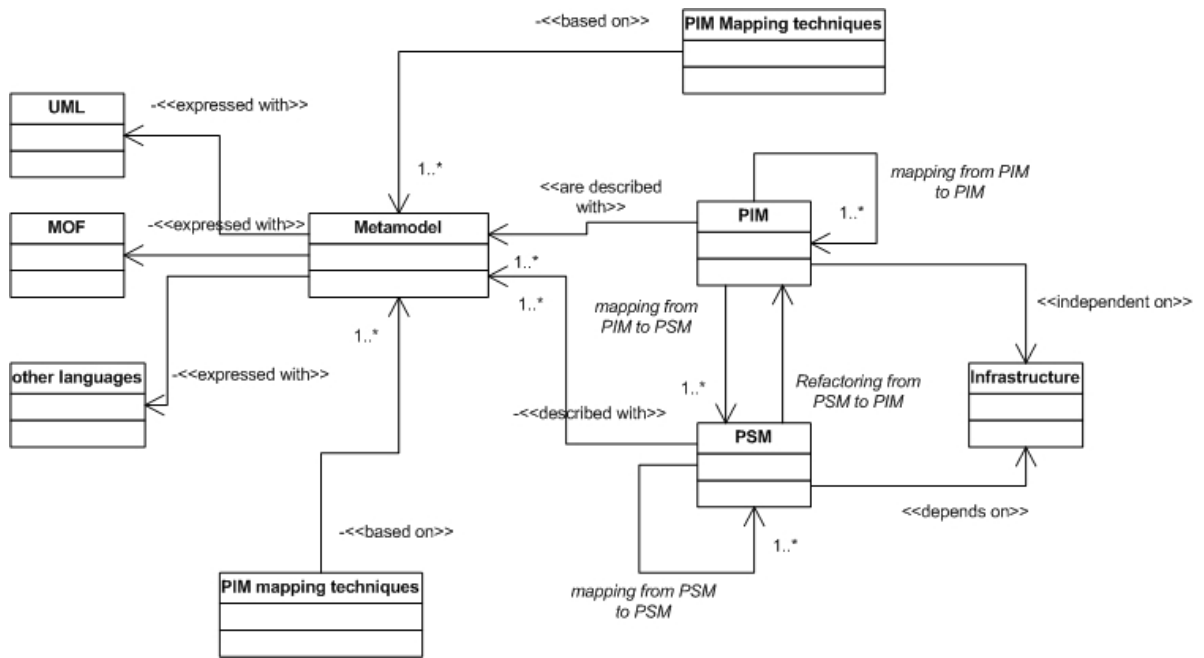 -<<based on>>
PIM Mapping techniques
UML
-<<expressed with>>
1..*
mapping from PIM
to PIM
<<are described
with>>
MOF
-<<expressed with>>
Metamodel
PIM
1..*
1..*
1..*
<<independent on>>
mapping from
PIM to PSM
1..*
other languages
-<<expressed with>>
1..*
Refactoring from
PSM to PIM
Infrastructure
-<<described with>>
PSM
<<depends on>>
-<<based on>>
1..*
PIM mapping techniques
mapping from PSM
to PSM